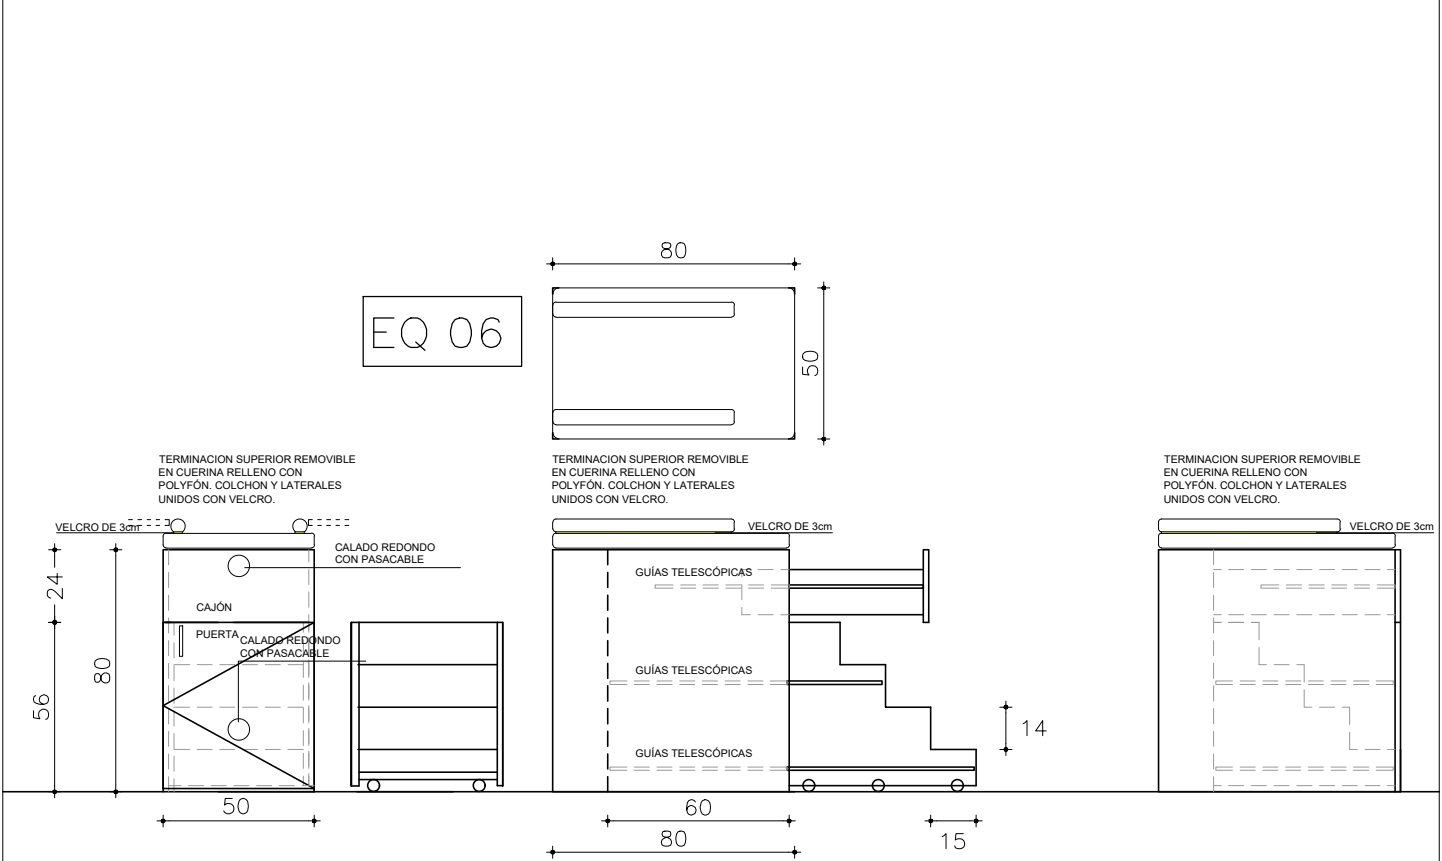 80
EQ 06
50
TERMINACION SUPERIOR REMOVIBLE
EN CUERINA RELLENO CON
POLYFÓN. COLCHON Y LATERALES
UNIDOS CON VELCRO.
TERMINACION SUPERIOR REMOVIBLE
EN CUERINA RELLENO CON
POLYFÓN. COLCHON Y LATERALES
UNIDOS CON VELCRO.
TERMINACION SUPERIOR REMOVIBLE
EN CUERINA RELLENO CON
POLYFÓN. COLCHON Y LATERALES
UNIDOS CON VELCRO.
VELCRO DE 3cm
VELCRO DE 3cm
VELCRO DE 3cm
CALADO REDONDO
CON PASACABLE
GUÍAS TELESCÓPICAS
24
CAJÓN
PUERTA
CALADO REDONDO
CON PASACABLE
80
GUÍAS TELESCÓPICAS
56
14
GUÍAS TELESCÓPICAS
50
60
80
15